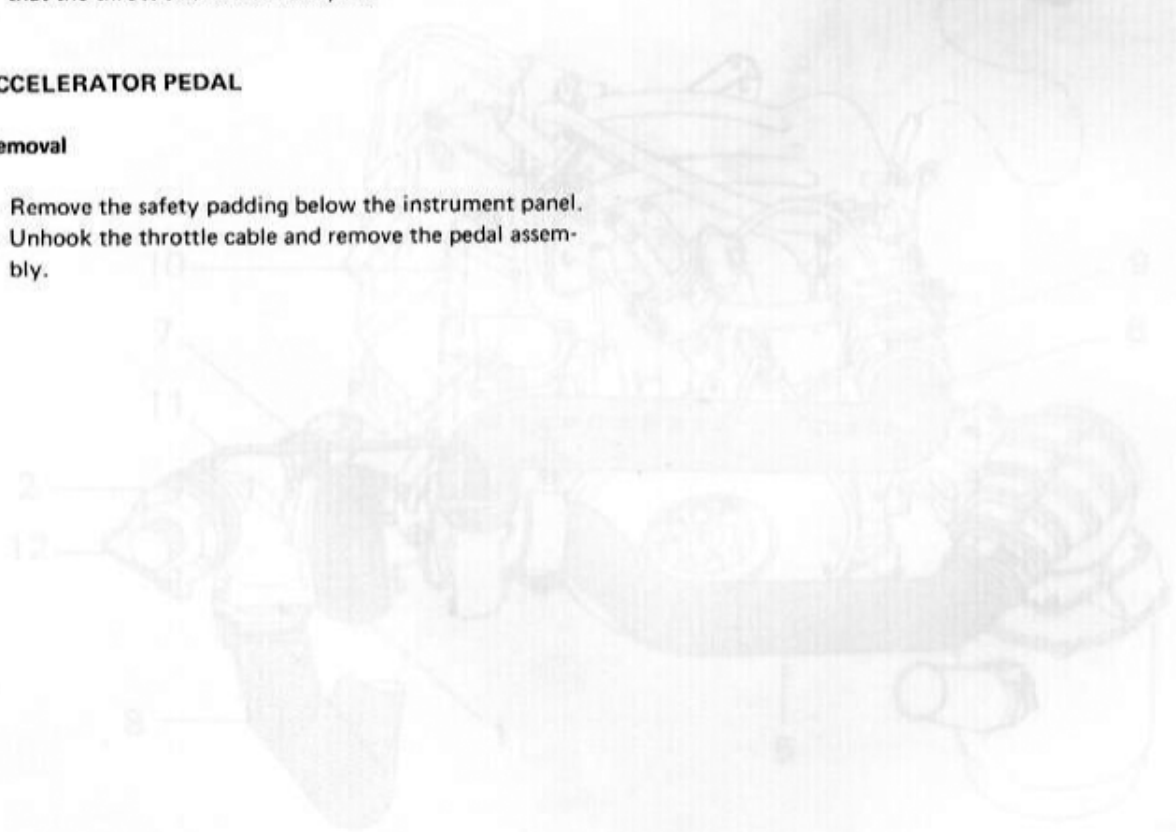 CCELERATOR PEDAL
emoval
Remove the safety padding below the instrument panel.
Unhook the throttle cable and remove the pedal assem-
bly.
10
9
7
11
2
12
8